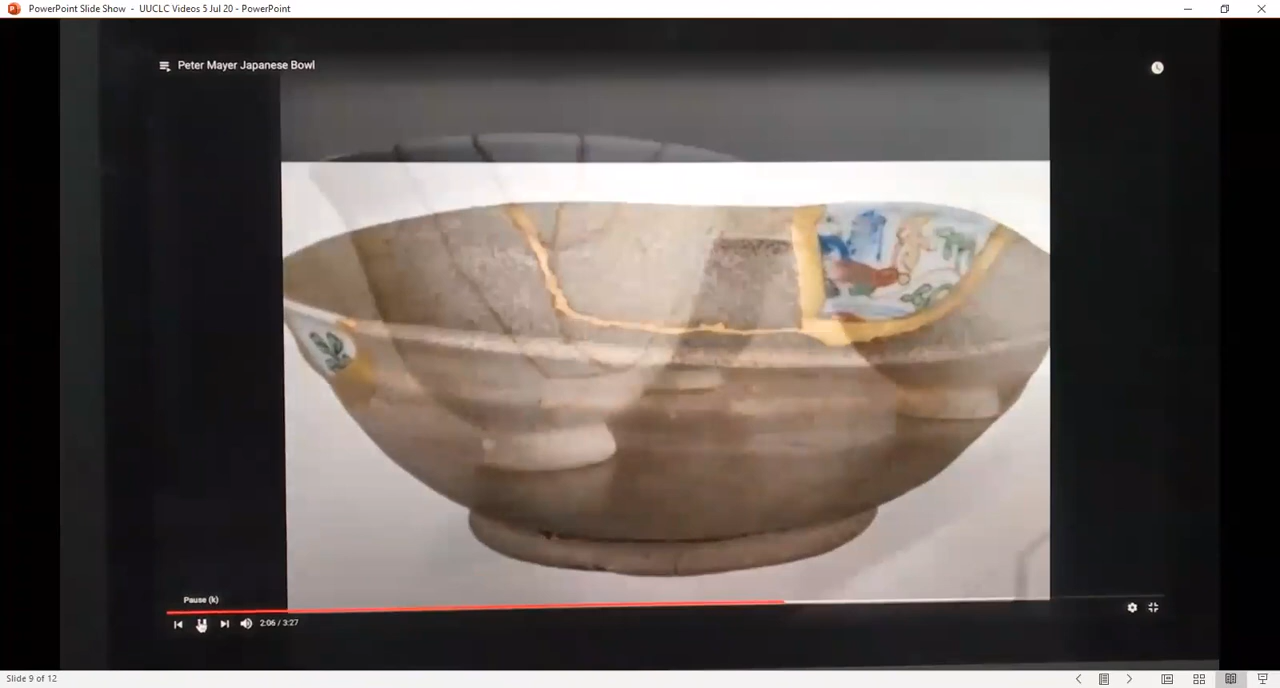 PowerPoint Slide Show - UUCLC Videos 5 Jul 20 - PowerPoint
Peter Mayer Japanese Bowl
Pause (k)
2:06 / 3:27
Slide 9 of 12